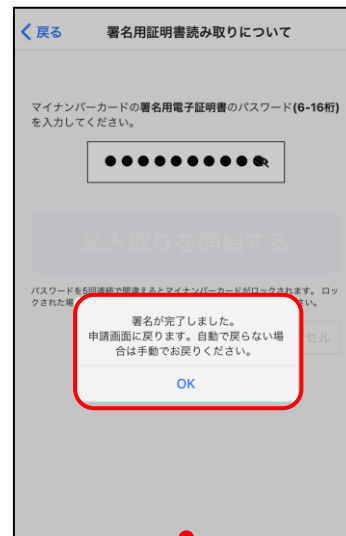 戻る 署名用証明書読み取りについて
マイナンバーカードの署名用電子証明書のパスワード(6-16桁)
を入力してください。
読み取りを開始する
パスワードを5回連続で間違えるとマイナンバーカードがロックされます。 ロッ
クされた場
さい。
セル
署名が完了しました。
申請画面に戻ります。自動で戻らない場
合は手動でお戻りください。
OK